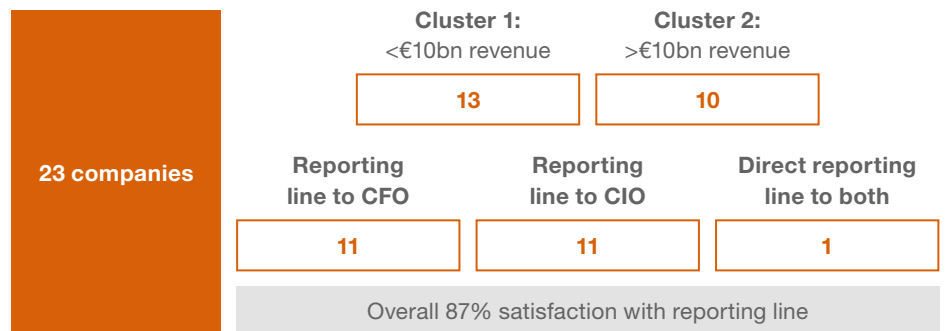 23 companies
Cluster 1:
<€10bn revenue
13
Cluster 2:
>€10bn revenue
10
Reporting
line to CFO
11
Reporting
line to CIO
11
Direct reporting
line to both
1
Overall 87% satisfaction with reporting line